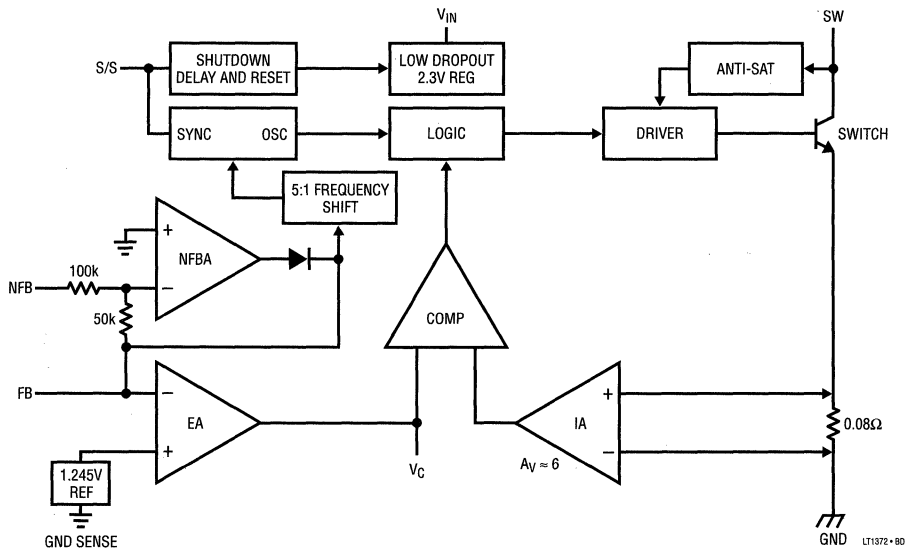 V_IN
SW
S/S
SHUTDOWN
DELAY AND RESET
LOW DROPOUT
2.3V REG
ANTI-SAT
SYNC OSC
LOGIC
DRIVER
SWITCH
5:1 FREQUENCY
SHIFT
+
NFBA
−
100k
NFB
50k
COMP
FB
−
EA
+
+
IA
−
0.08Ω
A_V ≈ 6
V_C
1.245V
REF
GND SENSE
GND
LT1372 • BD